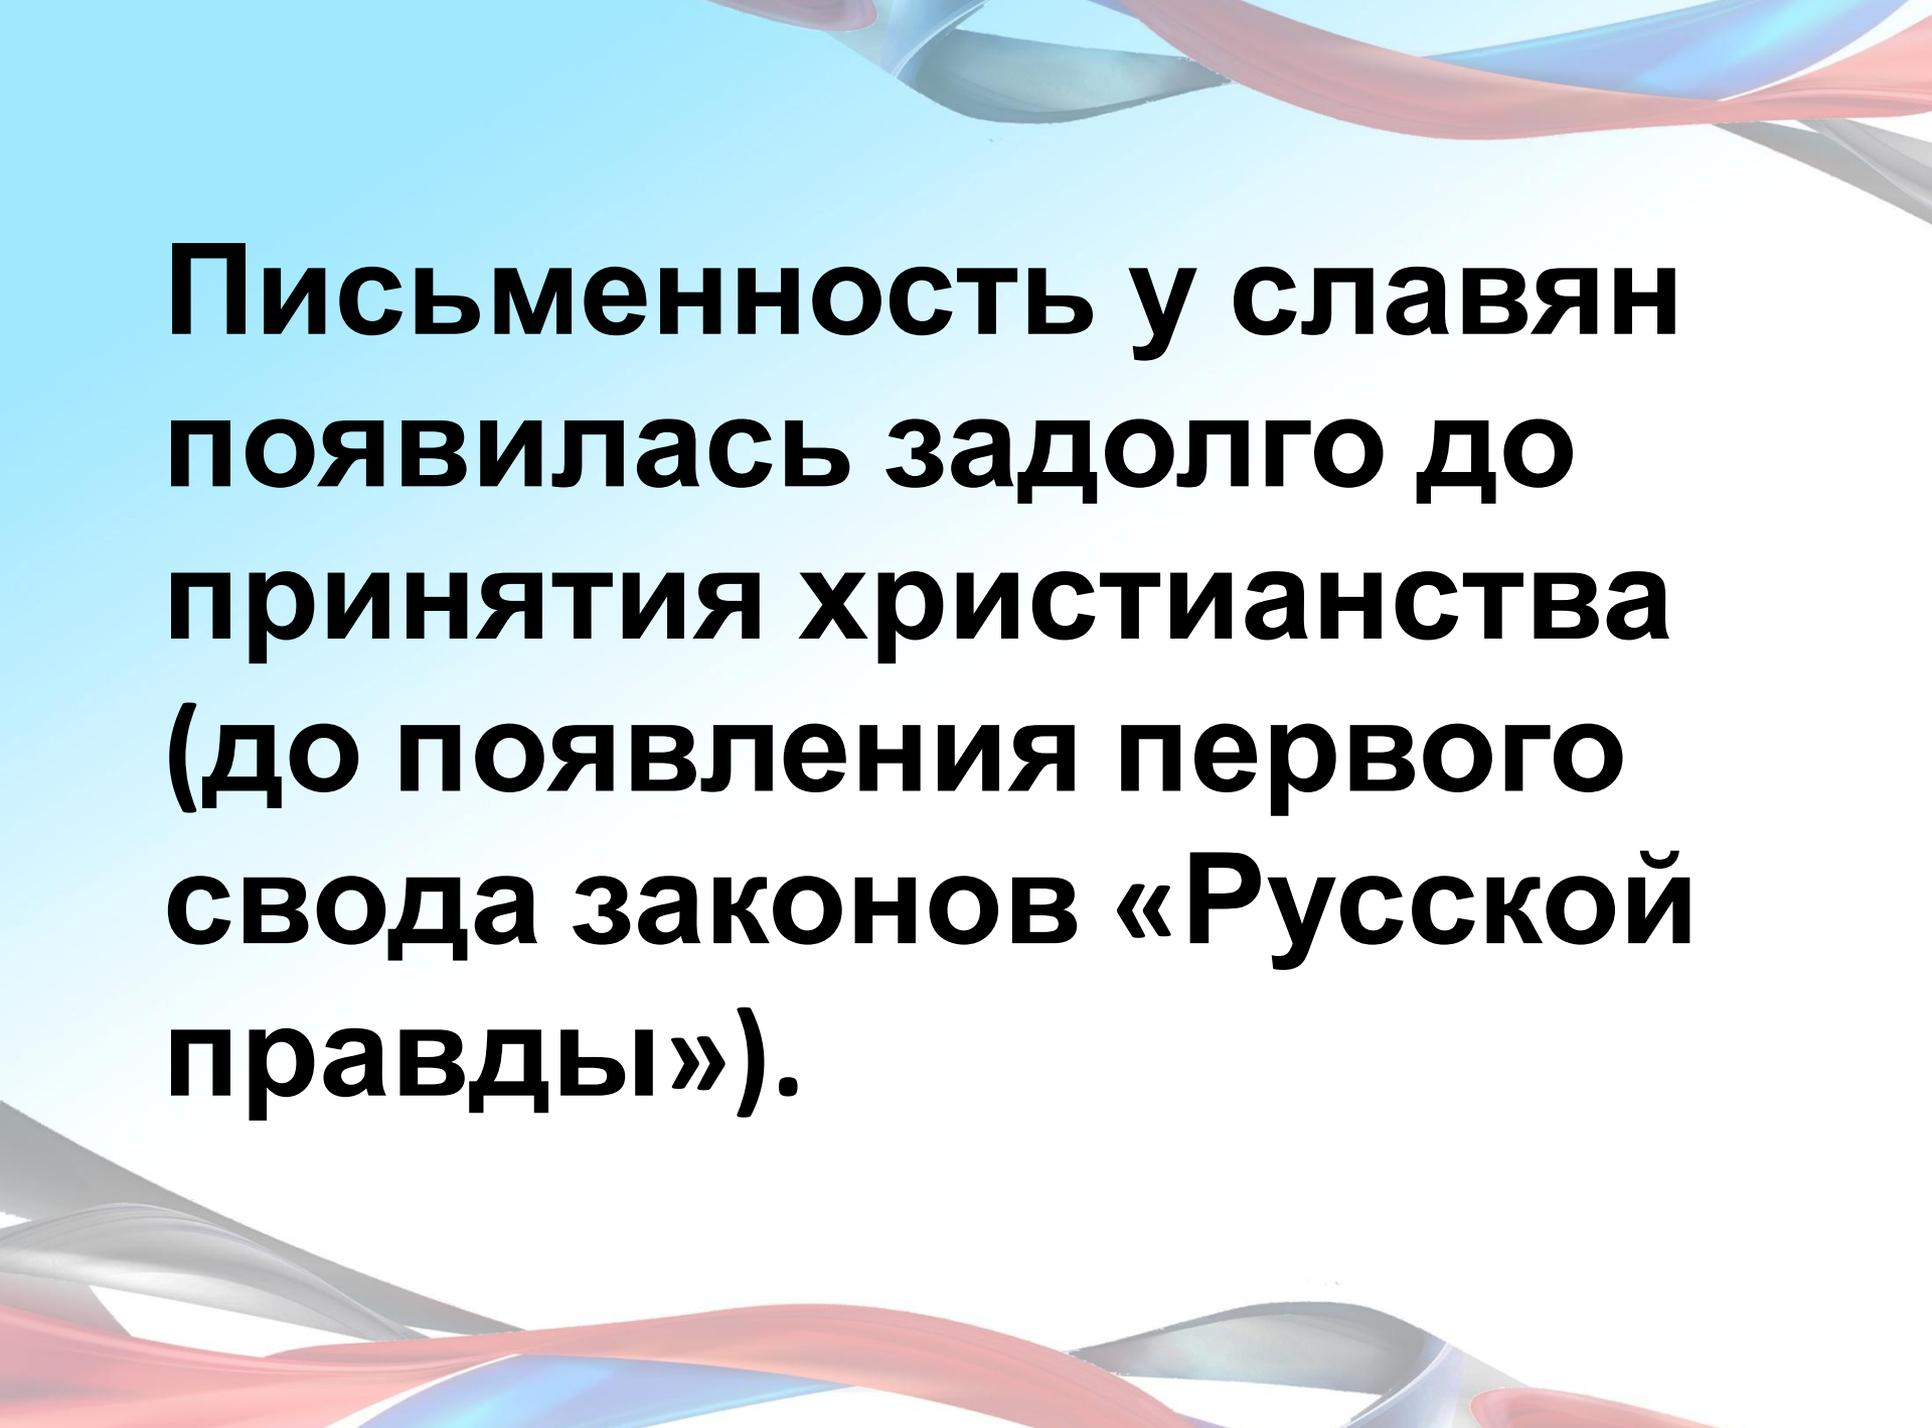 Письменность у славян
появилась задолго до
принятия христианства
(до появления первого
свода законов «Русской
правды»).